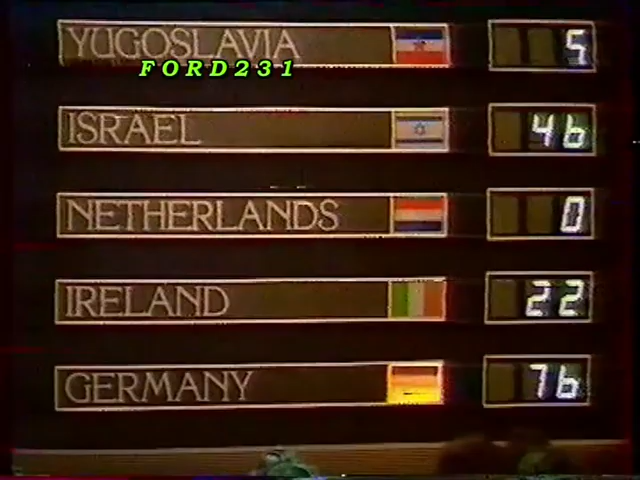 YUGOSLAVIA 5
FORD231
ISRAEL 46
NETHERLANDS 0
IRELAND 22
GERMANY 76